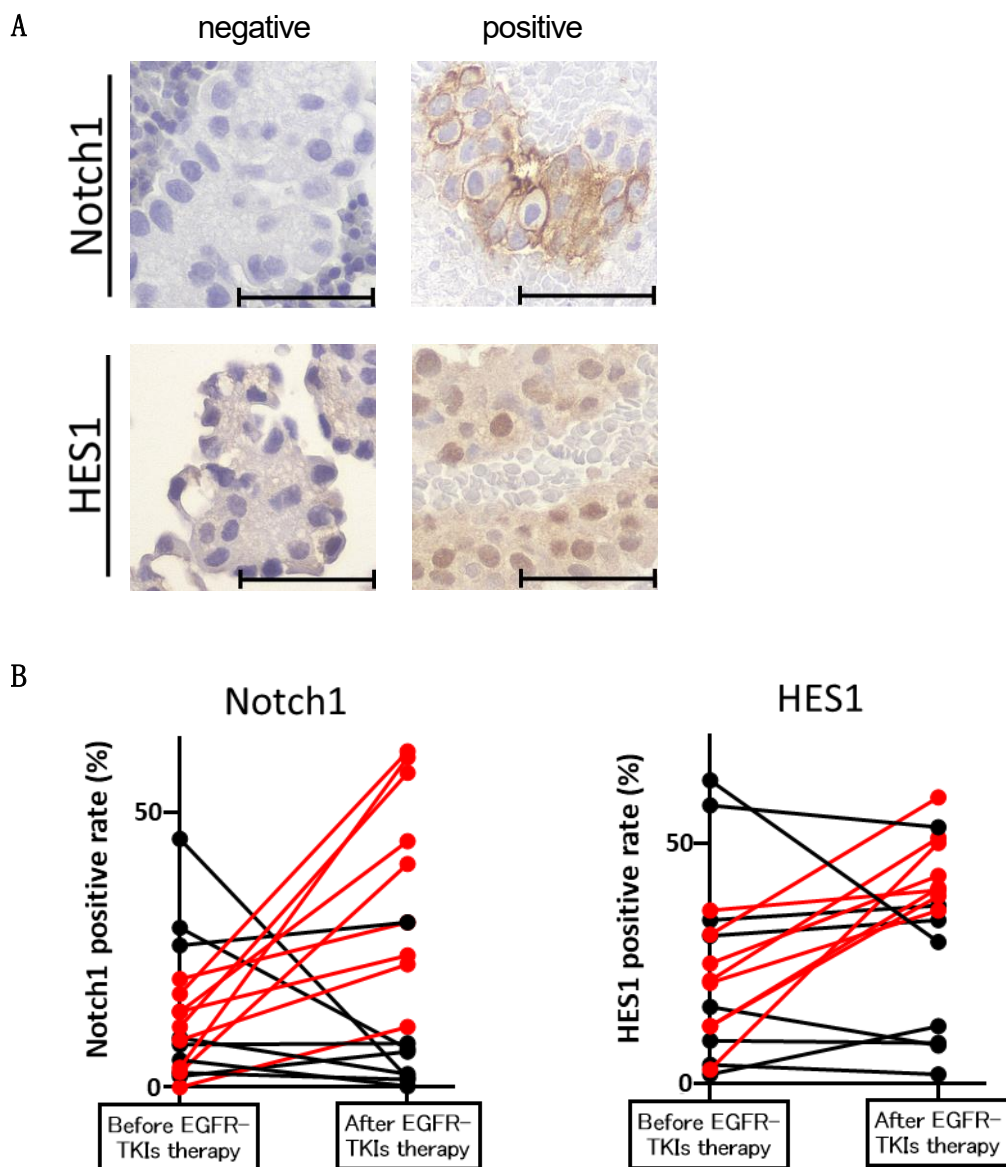 A
negative
positive
Notch1
HES1
B
Notch1
HES1
Notch1 positive rate (%)
50
0
Before EGFR-
TKIs therapy
After EGFR-
TKIs therapy
HES1 positive rate (%)
50
0
Before EGFR-
TKIs therapy
After EGFR-
TKIs therapy